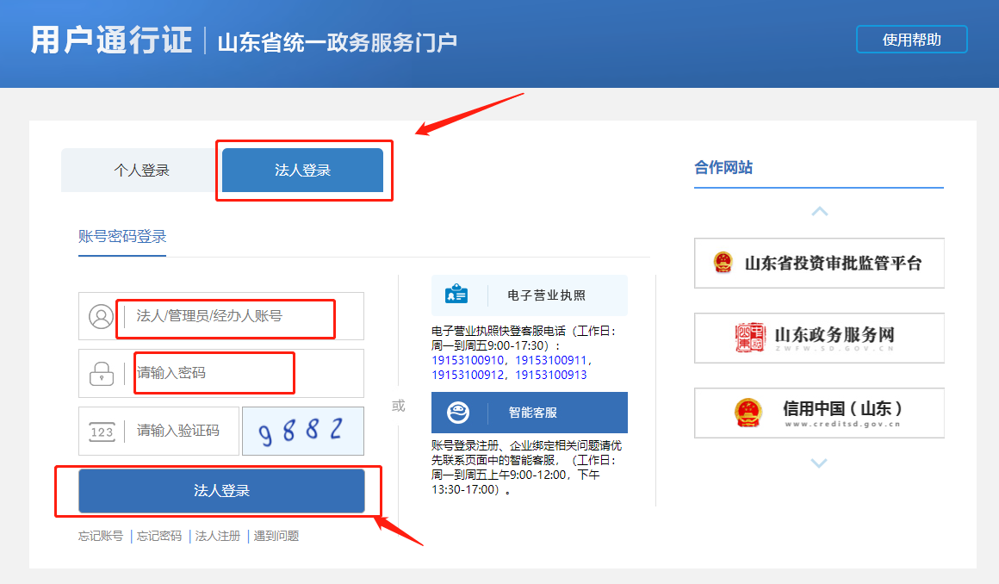 用户通行证 山东省统一政务服务门户
使用帮助
个人登录
法人登录
账号密码登录
法人/管理员/经办人账号
请输入密码
123 请输入验证码 9882
法人登录
忘记账号 忘记密码 法人注册 遇到问题
或
电子营业执照
电子营业执照快登客服电话（工作日：
周一到周五9:00-17:30）：
19153100910，19153100911，
19153100912，19153100913
智能客服
账号登录注册、企业绑定相关问题请优
先联系页面中的智能客服，（工作日：
周一到周五上午9:00-12:00，下午
13:30-17:00）。
合作网站
山东省投资审批监管平台
山东政务服务网
ZWFW.SD.GOV.CN
信用中国（山东）
www.creditsd.gov.cn